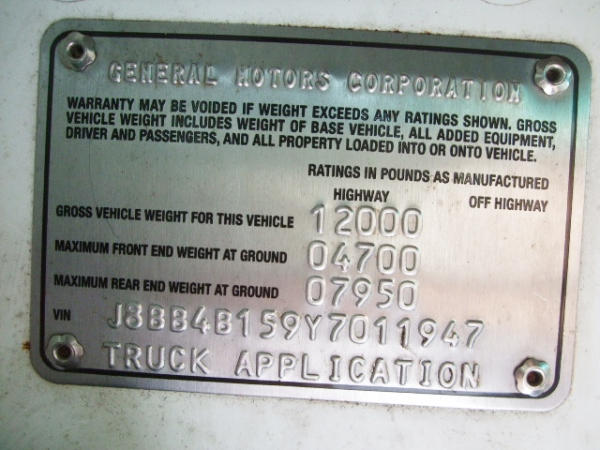 GENERAL MOTORS CORPORATION
WARRANTY MAY BE VOIDED IF WEIGHT EXCEEDS ANY RATINGS SHOWN. GROSS
VEHICLE WEIGHT INCLUDES WEIGHT OF BASE VEHICLE, ALL ADDED EQUIPMENT,
DRIVER AND PASSENGERS, AND ALL PROPERTY LOADED INTO OR ONTO VEHICLE.
RATINGS IN POUNDS AS MANUFACTURED
HIGHWAY OFF HIGHWAY
GROSS VEHICLE WEIGHT FOR THIS VEHICLE 12000
MAXIMUM FRONT END WEIGHT AT GROUND 04700
MAXIMUM REAR END WEIGHT AT GROUND 07950
VIN J8BB4B159Y7011947
TRUCK APPLICATION